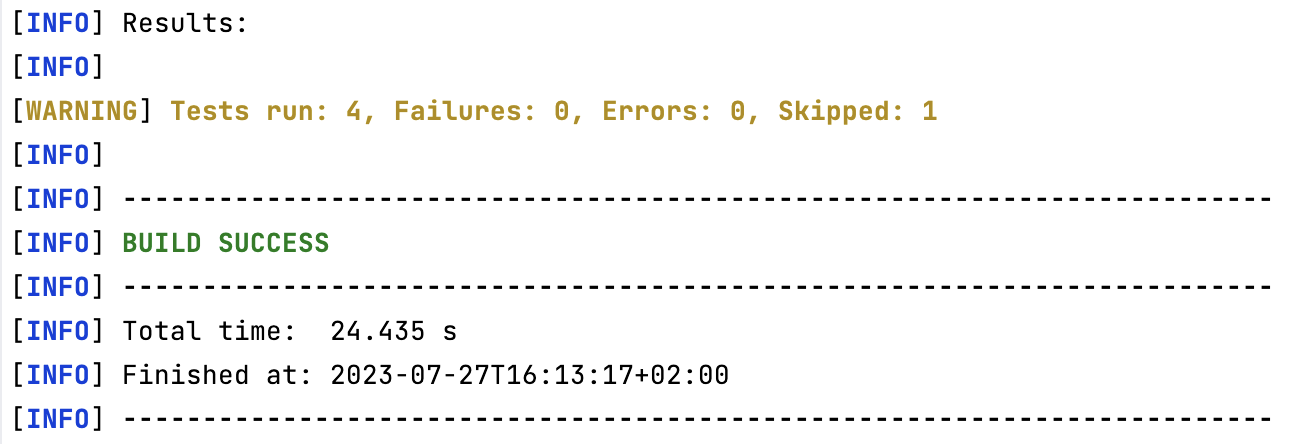 [INFO] Results:
[INFO]
[WARNING] Tests run: 4, Failures: 0, Errors: 0, Skipped: 1
[INFO]
[INFO] ------------------------------------------------------------------------
[INFO] BUILD SUCCESS
[INFO] ------------------------------------------------------------------------
[INFO] Total time:  24.435 s
[INFO] Finished at: 2023-07-27T16:13:17+02:00
[INFO] ------------------------------------------------------------------------